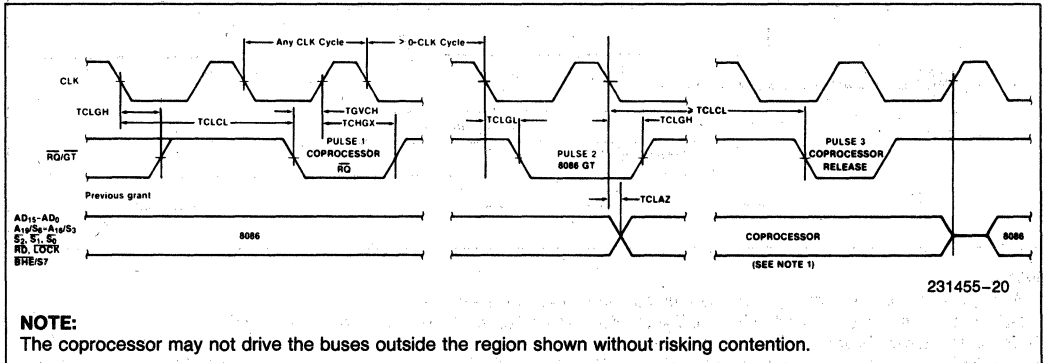 Any CLK Cycle
> 0-CLK Cycle
CLK
TCLGH
TCLCL
TGVCH
TCHGX
TCLGL
TCLGH
> TCLCL
RQ/GT
PULSE 1
COPROCESSOR
RQ
PULSE 2
8086 GT
PULSE 3
COPROCESSOR
RELEASE
Previous grant
TCLAZ
AD15-AD0
A19/S6-A16/S3
S2, S1, S0
RD, LOCK
BHE/S7
8086
COPROCESSOR
8086
(SEE NOTE 1)
231455-20
NOTE:
The coprocessor may not drive the buses outside the region shown without risking contention.